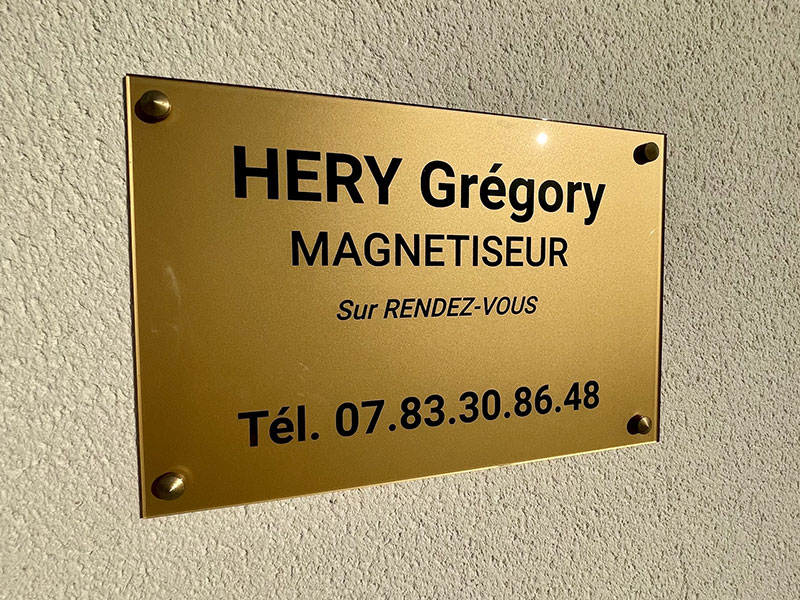 HERY Grégory
MAGNETISEUR
Sur RENDEZ-VOUS
Tél. 07.83.30.86.48